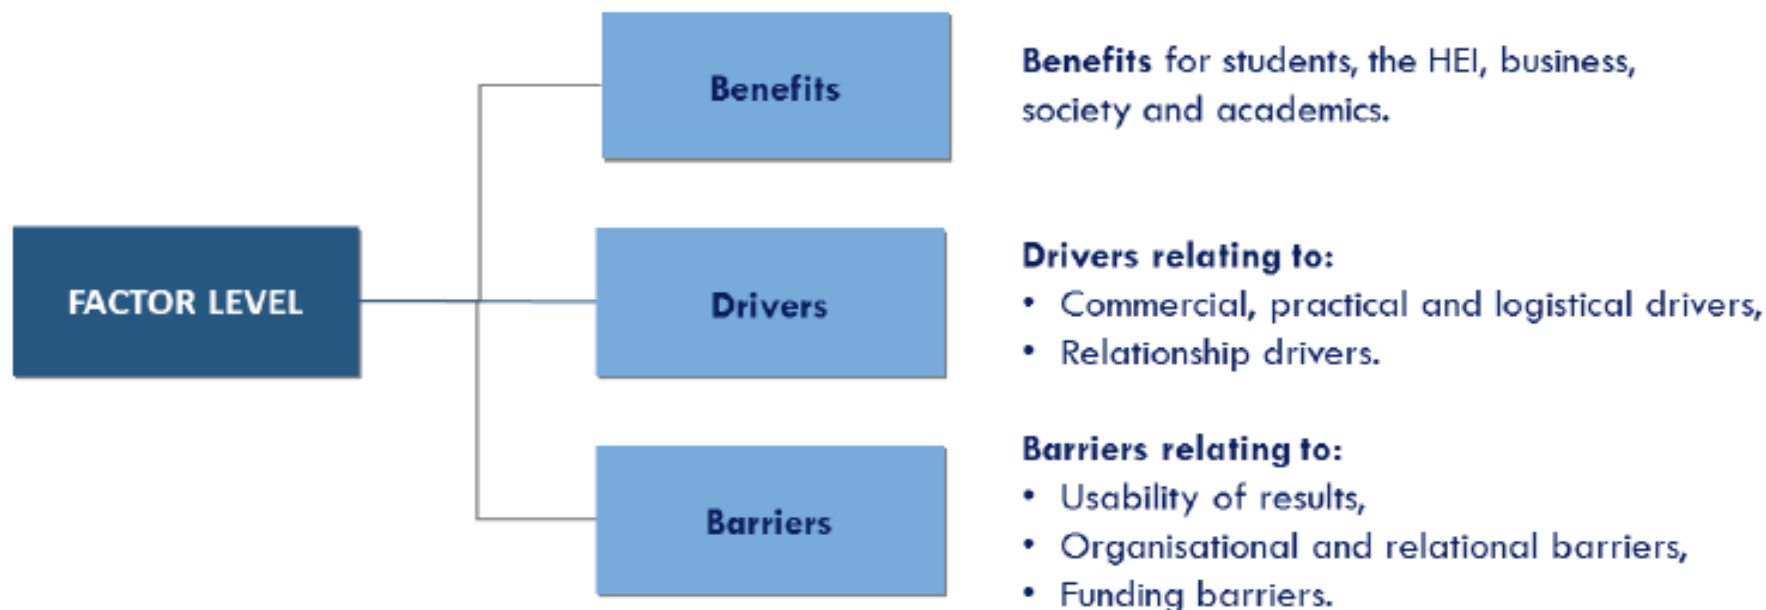 Benefits
Benefits for students, the HEI, business,
society and academics.
FACTOR LEVEL
Drivers
Drivers relating to:
• Commercial, practical and logistical drivers,
• Relationship drivers.
Barriers
Barriers relating to:
• Usability of results,
• Organisational and relational barriers,
• Funding barriers.